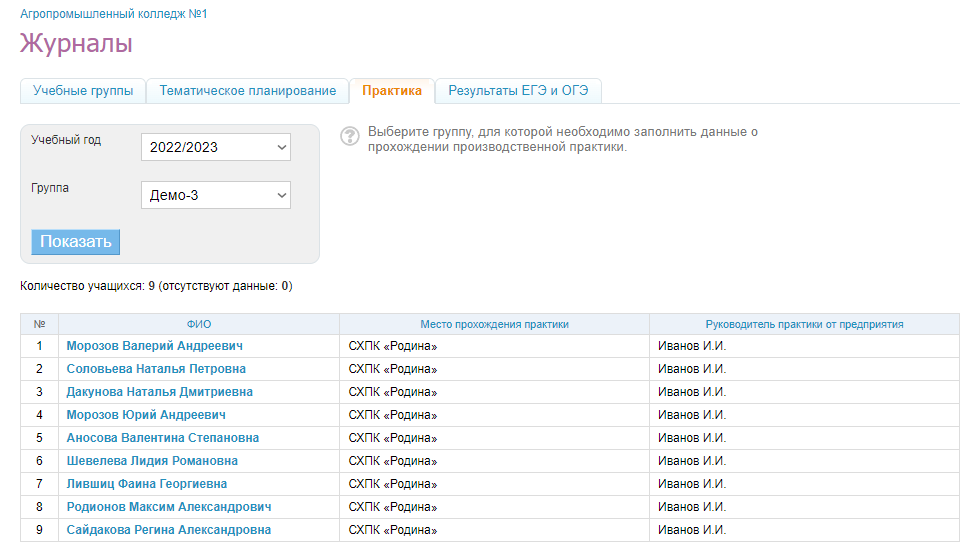 Агропромышленный колледж №1
Журналы
Учебные группы Тематическое планирование Практика Результаты ЕГЭ и ОГЭ
Учебный год 2022/2023
Группа Демо-3
Показать
Выберите группу, для которой необходимо заполнить данные о
прохождении производственной практики.
Количество учащихся: 9 (отсутствуют данные: 0)
№ ФИО Место прохождения практики Руководитель практики от предприятия
1 Морозов Валерий Андреевич СХПК «Родина» Иванов И.И.
2 Соловьева Наталья Петровна СХПК «Родина» Иванов И.И.
3 Дакунова Наталья Дмитриевна СХПК «Родина» Иванов И.И.
4 Морозов Юрий Андреевич СХПК «Родина» Иванов И.И.
5 Аносова Валентина Степановна СХПК «Родина» Иванов И.И.
6 Шевелева Лидия Романовна СХПК «Родина» Иванов И.И.
7 Лившиц Фаина Георгиевна СХПК «Родина» Иванов И.И.
8 Родионов Максим Александрович СХПК «Родина» Иванов И.И.
9 Сайдакова Регина Александровна СХПК «Родина» Иванов И.И.